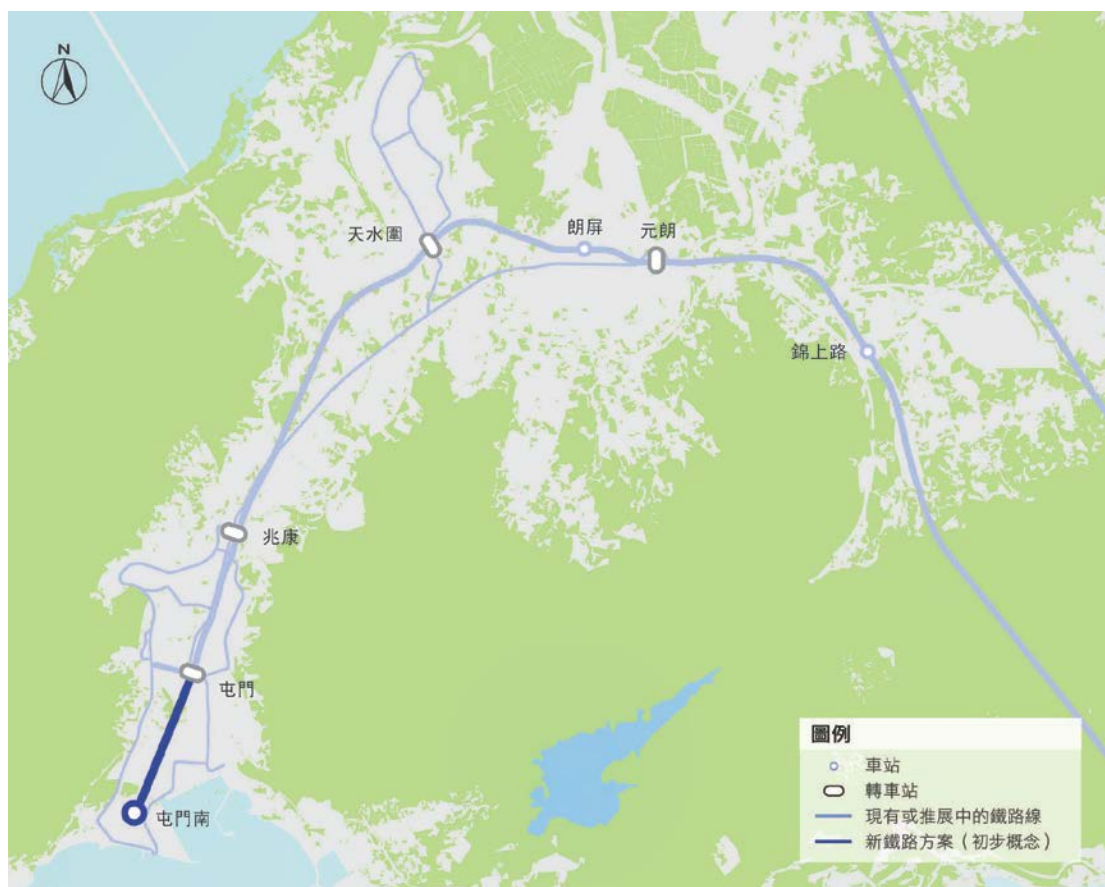 N
天水圍
朗屏
元朗
錦上路
兆康
屯門
屯門南
圖例
車站
轉車站
現有或推展中的鐵路線
新鐵路方案（初步概念）